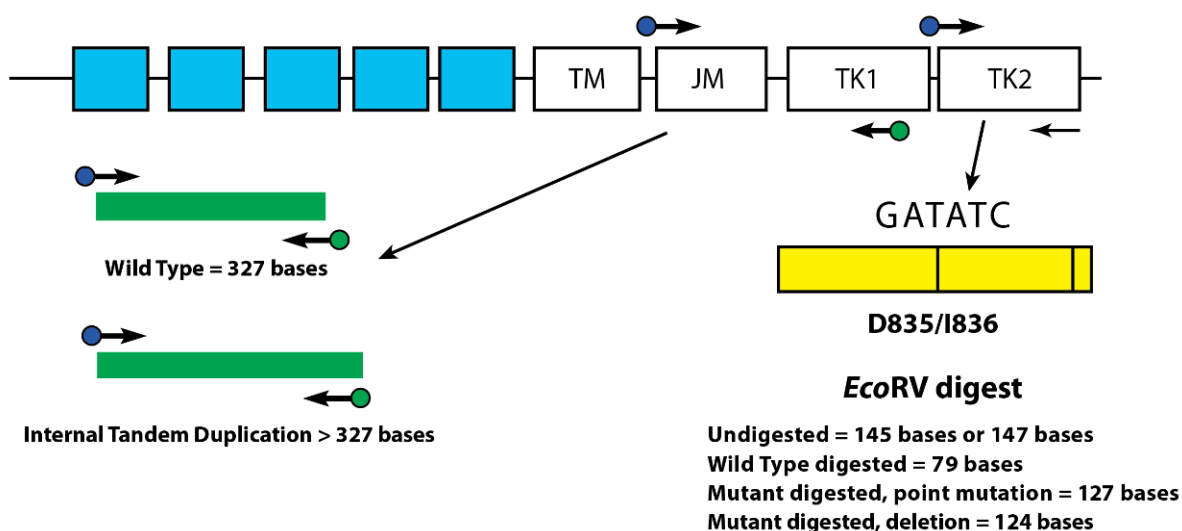 TM
JM
TK1
TK2
GATATC
Wild Type = 327 bases
D835/I836
EcoRV digest
Internal Tandem Duplication > 327 bases
Undigested = 145 bases or 147 bases
Wild Type digested = 79 bases
Mutant digested, point mutation = 127 bases
Mutant digested, deletion = 124 bases